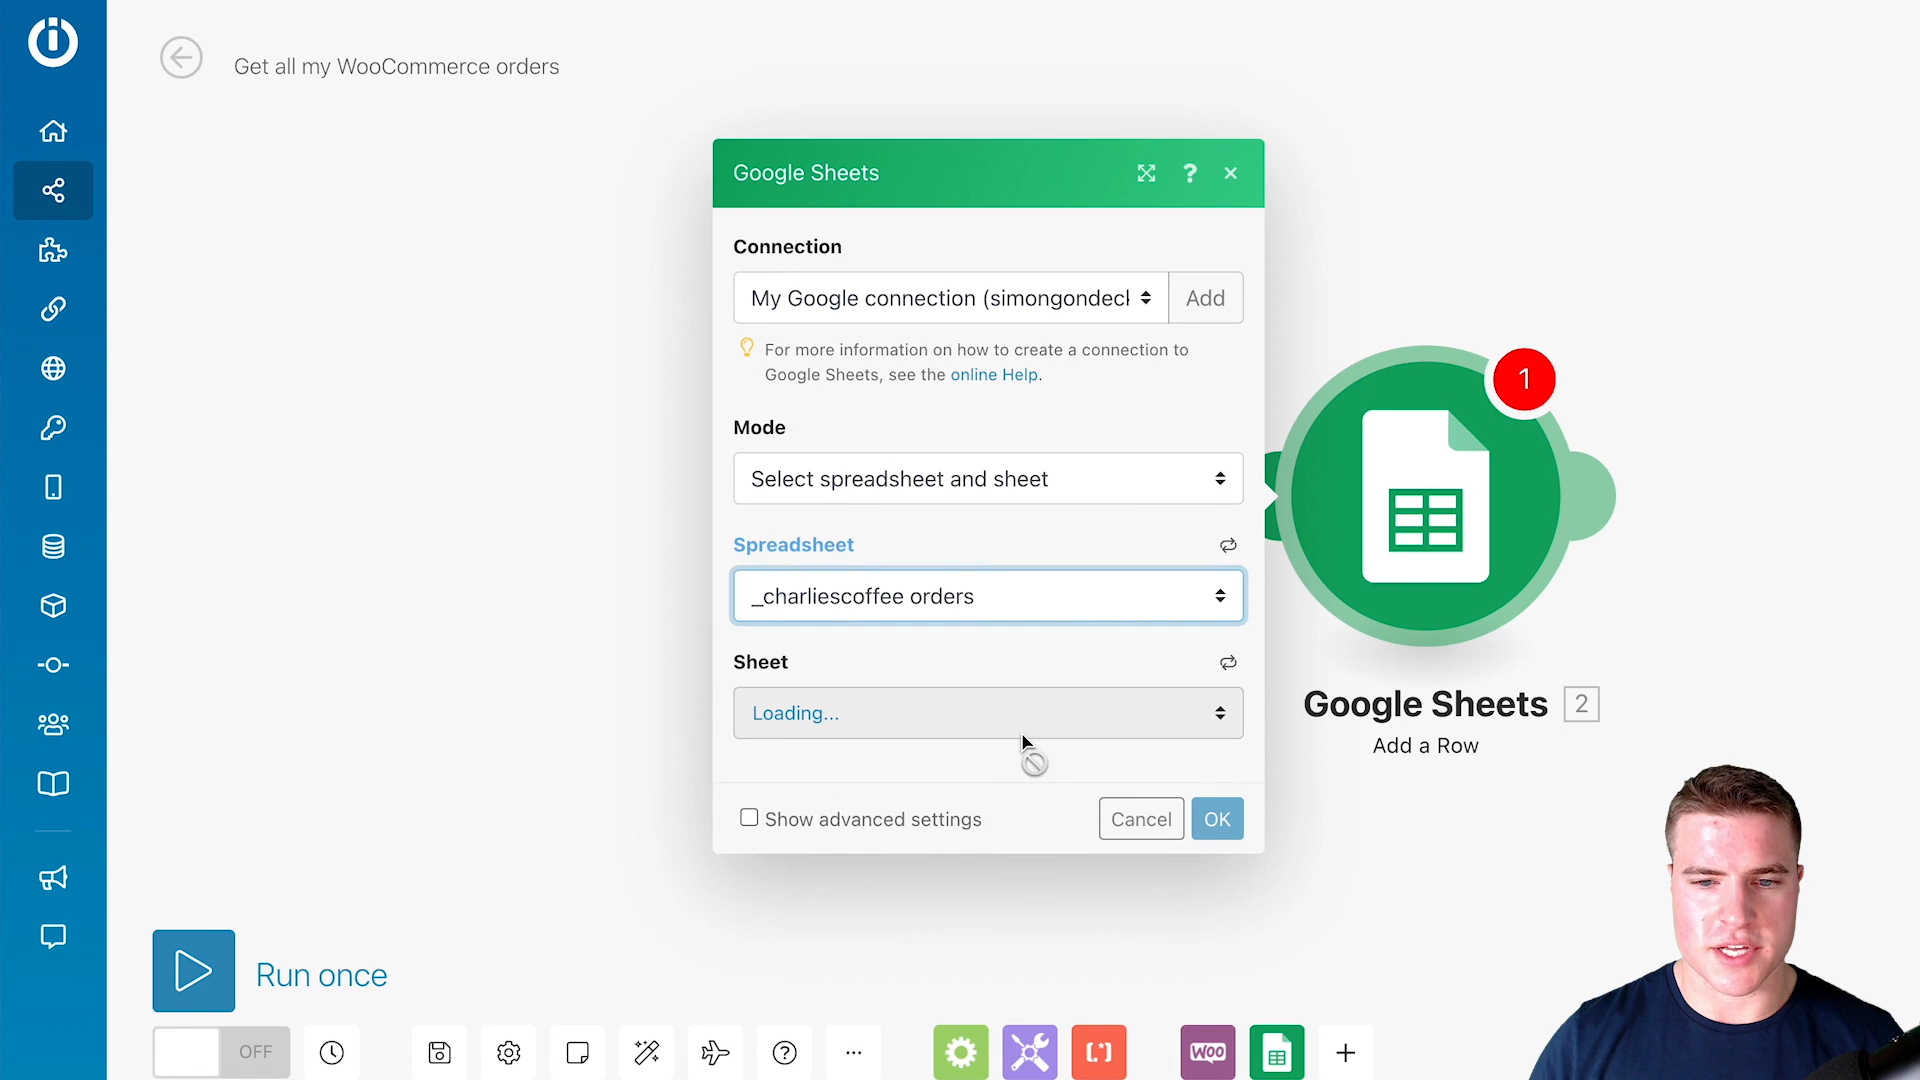 Get all my WooCommerce orders
Google Sheets
?
Connection
My Google connection (simongondeck
Add
For more information on how to create a connection to
Google Sheets, see the online Help.
Mode
Select spreadsheet and sheet
Spreadsheet
_charliescoffee orders
Sheet
Loading...
Show advanced settings
Cancel
OK
1
Google Sheets
2
Add a Row
Run once
OFF
WOO